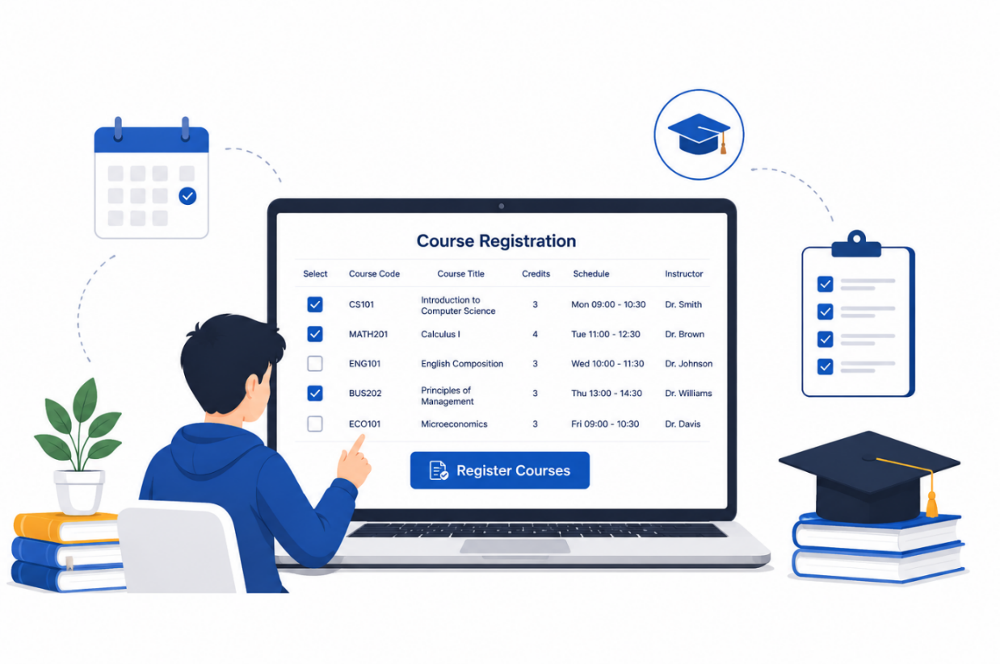 Course Registration
Select Course Code Course Title Credits Schedule Instructor
CS101 Introduction to Computer Science 3 Mon 09:00 - 10:30 Dr. Smith
MATH201 Calculus I 4 Tue 11:00 - 12:30 Dr. Brown
ENG101 English Composition 3 Wed 10:00 - 11:30 Dr. Johnson
BUS202 Principles of Management 3 Thu 13:00 - 14:30 Dr. Williams
ECO101 Microeconomics 3 Fri 09:00 - 10:30 Dr. Davis
Register Courses